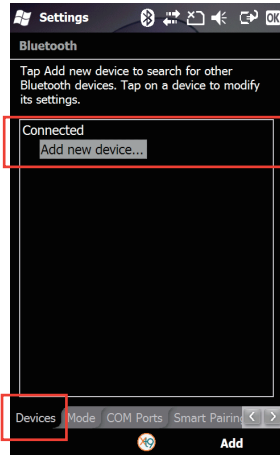 Settings
OK
Bluetooth
Tap Add new device to search for other
Bluetooth devices. Tap on a device to modify
its settings.
Connected
Add new device...
Devices Mode COM Ports Smart Pairing
Add